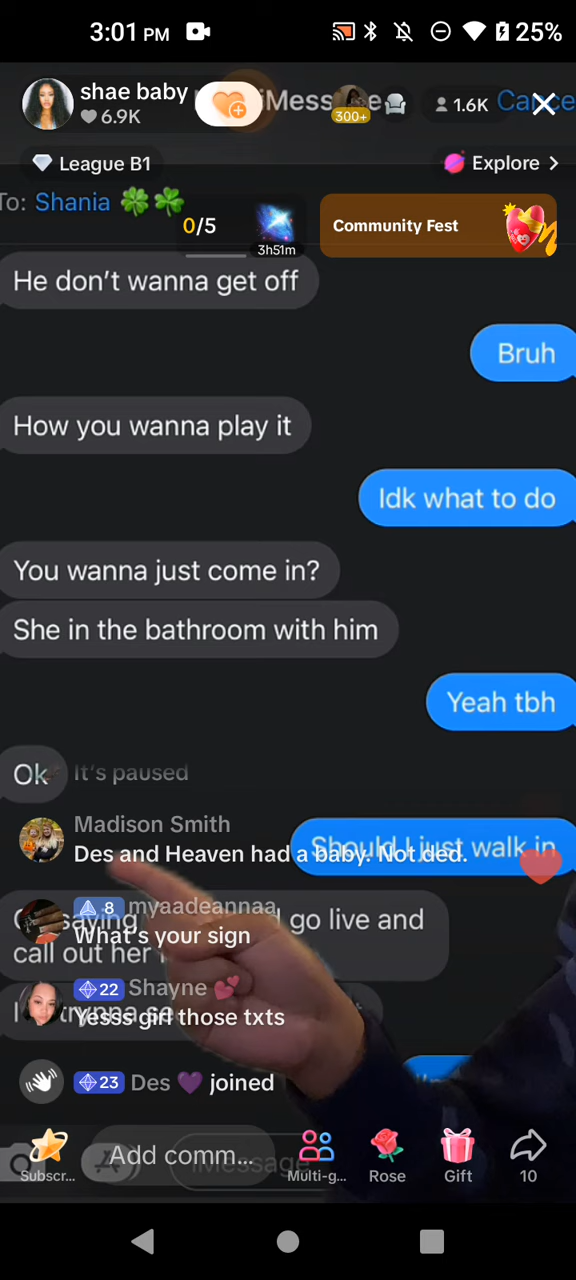 3:01 PM
25%
shae baby
6.9K
300+
1.6K
League B1
Explore >
To: Shania 🍀🍀
0/5
3h51m
Community Fest
He don't wanna get off
Bruh
How you wanna play it
Idk what to do
You wanna just come in?
She in the bathroom with him
Yeah tbh
Ok
It's paused
Should I just walk in
Madison Smith
Des and Heaven had a baby. Not ded.
go live and
call out her
8 myaadeannaa
What's your sign
22 Shayne 💕
Yesss girl those txts
23 Des 💜 joined
Subscr...
Add comm...
iMessage
Multi-g...
Rose
Gift
10